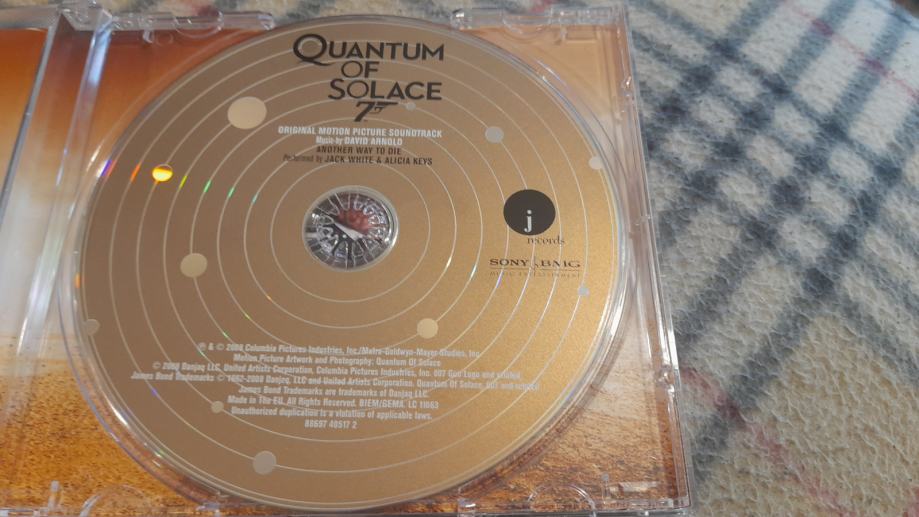 QUANTUM
OF
SOLACE
007
ORIGINAL MOTION PICTURE SOUNDTRACK
Music by DAVID ARNOLD
ANOTHER WAY TO DIE
Performed by JACK WHITE & ALICIA KEYS
j
records
SONY BMG
MUSIC ENTERTAINMENT
℗ & © 2008 Columbia Pictures Industries, Inc./Metro-Goldwyn-Mayer Studios, Inc
Motion Picture Artwork and Photography: Quantum Of Solace
© 2008 Danjaq LLC, United Artists Corporation, Columbia Pictures Industries, Inc. 007 Gun Logo and related
James Bond Trademarks © 1962-2008 Danjaq, LLC and United Artists Corporation. Quantum Of Solace, 007 and related
James Bond Trademarks are trademarks of Danjaq LLC.
Made in The EU. All Rights Reserved. BIEM/GEMA. LC 11063
Unauthorized duplication is a violation of applicable laws.
88697 40517 2